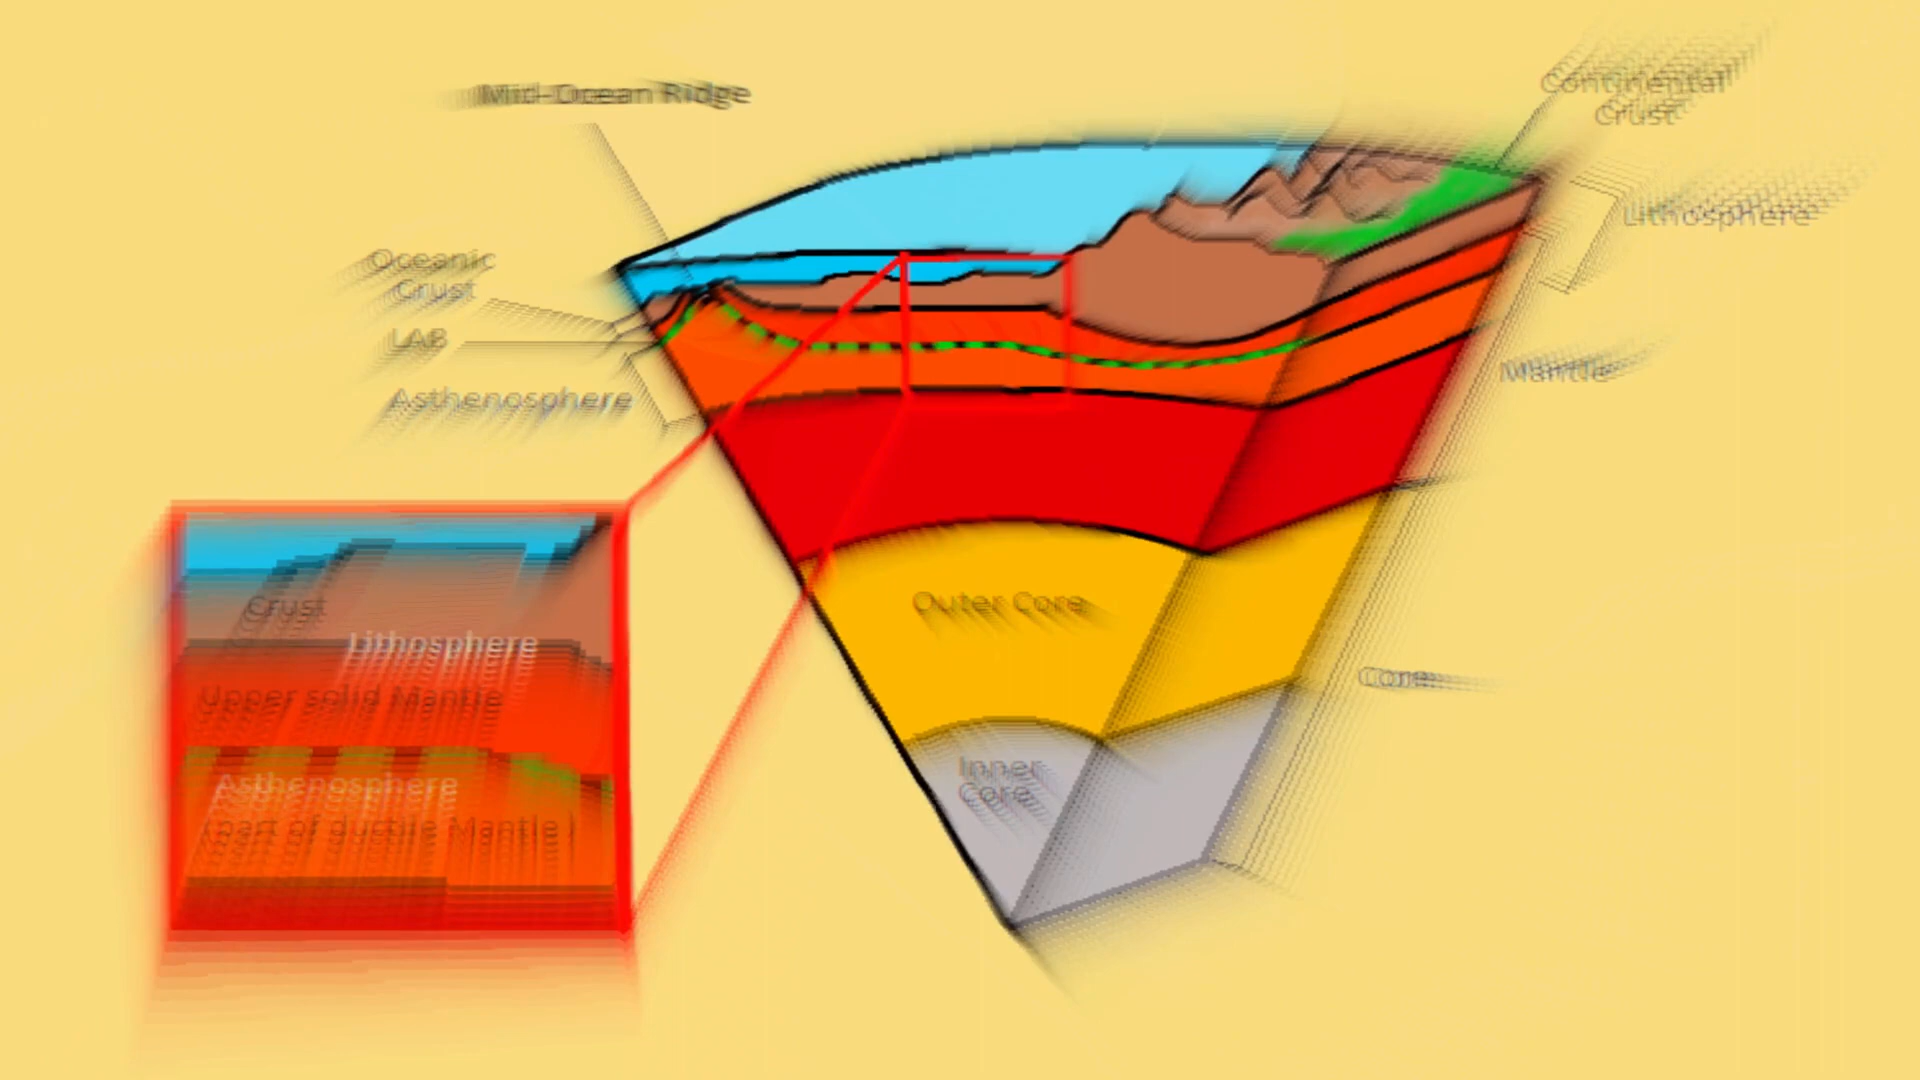 Mid-Ocean Ridge
Continental
Crust
Lithosphere
Oceanic
Crust
LAB
Asthenosphere
Mantle
Outer Core
Core
Inner
Core
Crust
Lithosphere
Upper solid Mantle
Asthenosphere
(part of ductile Mantle)